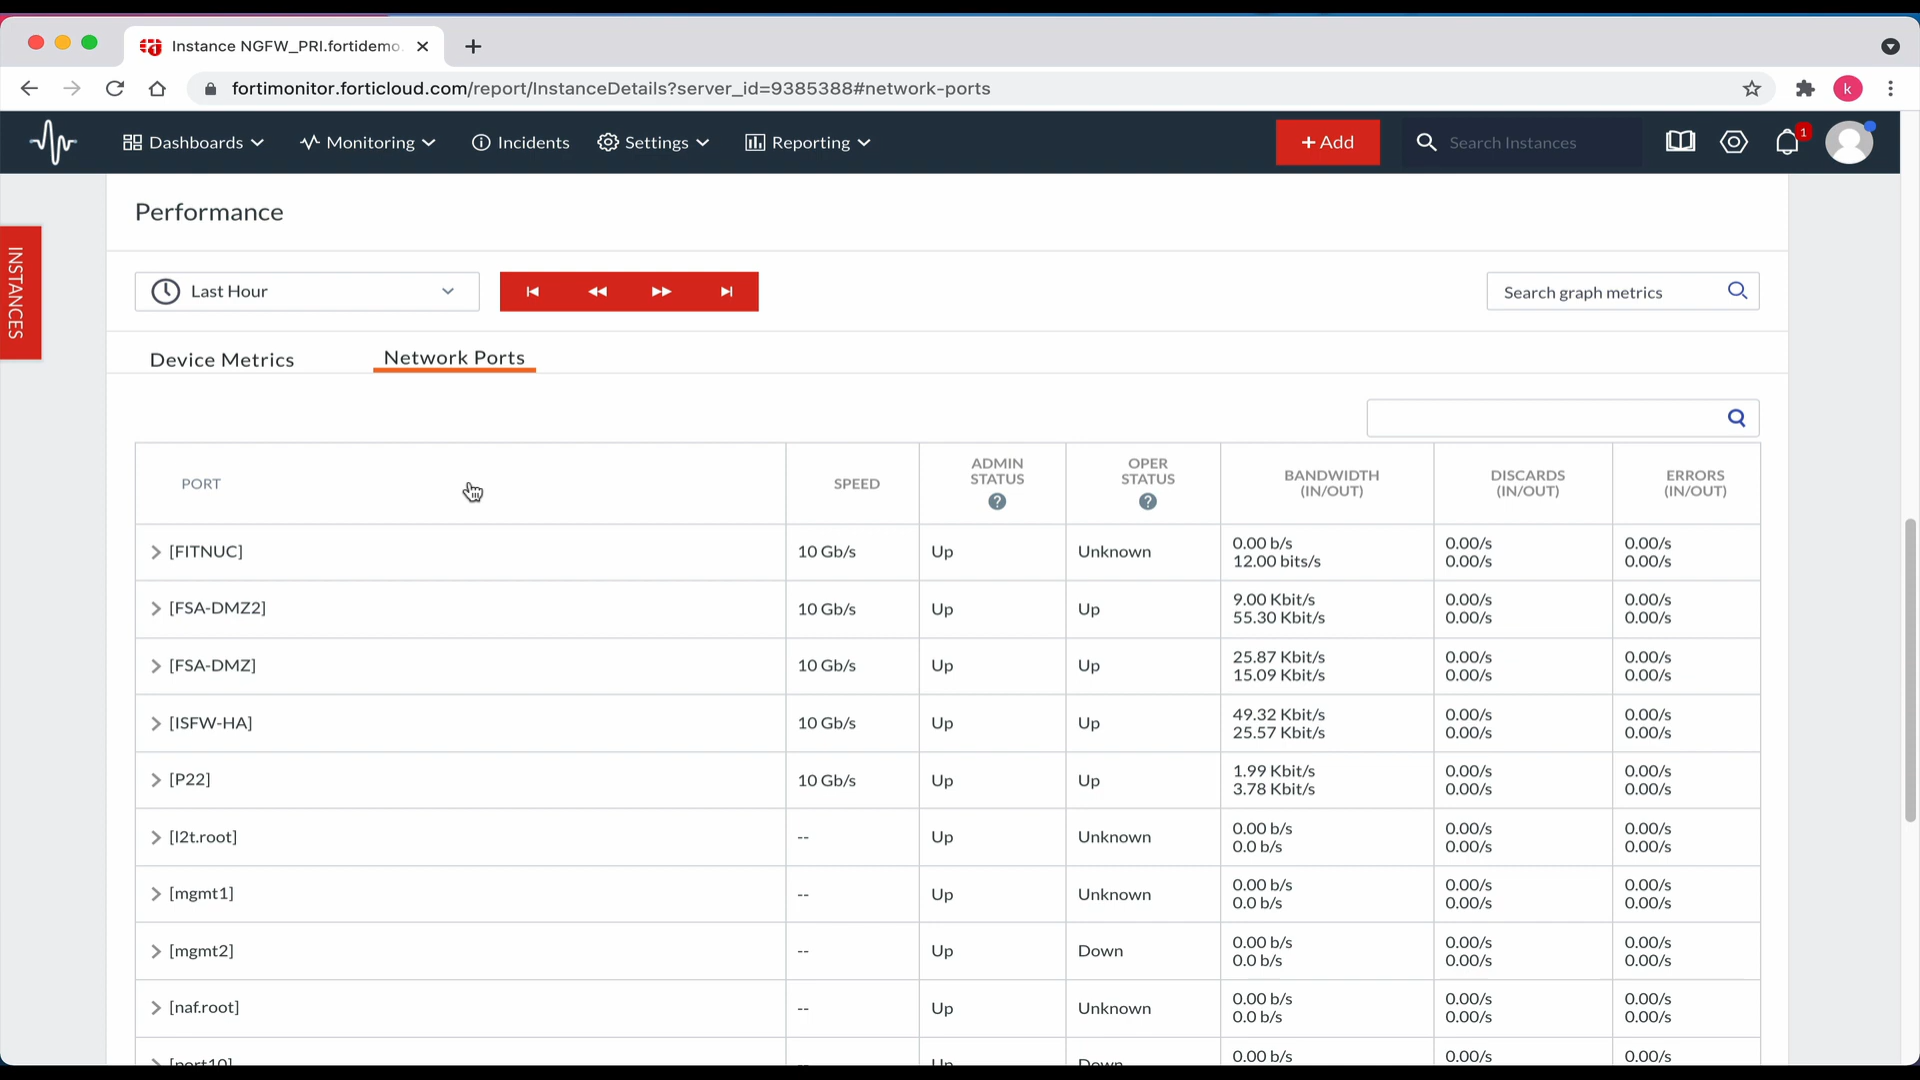 Instance NGFW_PRI.fortidemo
fortimonitor.forticloud.com/report/InstanceDetails?server_id=9385388#network-ports
k
Dashboards Monitoring Incidents Settings Reporting + Add Search Instances 1
INSTANCES
Performance
Last Hour Search graph metrics
Device Metrics Network Ports
PORT SPEED ADMIN STATUS ? OPER STATUS ? BANDWIDTH (IN/OUT) DISCARDS (IN/OUT) ERRORS (IN/OUT)
[FITNUC] 10 Gb/s Up Unknown 0.00 b/s 0.00/s 0.00/s
12.00 bits/s 0.00/s 0.00/s
[FSA-DMZ2] 10 Gb/s Up Up 9.00 Kbit/s 0.00/s 0.00/s
55.30 Kbit/s 0.00/s 0.00/s
[FSA-DMZ] 10 Gb/s Up Up 25.87 Kbit/s 0.00/s 0.00/s
15.09 Kbit/s 0.00/s 0.00/s
[ISFW-HA] 10 Gb/s Up Up 49.32 Kbit/s 0.00/s 0.00/s
25.57 Kbit/s 0.00/s 0.00/s
[P22] 10 Gb/s Up Up 1.99 Kbit/s 0.00/s 0.00/s
3.78 Kbit/s 0.00/s 0.00/s
[l2t.root] -- Up Unknown 0.00 b/s 0.00/s 0.00/s
0.0 b/s 0.00/s 0.00/s
[mgmt1] -- Up Unknown 0.00 b/s 0.00/s 0.00/s
0.0 b/s 0.00/s 0.00/s
[mgmt2] -- Up Down 0.00 b/s 0.00/s 0.00/s
0.0 b/s 0.00/s 0.00/s
[naf.root] -- Up Unknown 0.00 b/s 0.00/s 0.00/s
0.0 b/s 0.00/s 0.00/s
[port10] Up Down 0.00 b/s 0.00/s 0.00/s